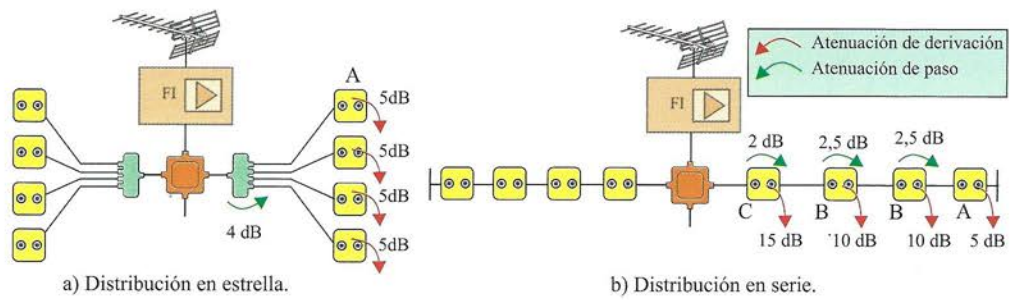 A
FI
5dB
5dB
5dB
5dB
4 dB
a) Distribución en estrella.
Atenuación de derivación
Atenuación de paso
FI
2 dB
2,5 dB
2,5 dB
C
B
B
A
15 dB
10 dB
10 dB
5 dB
b) Distribución en serie.